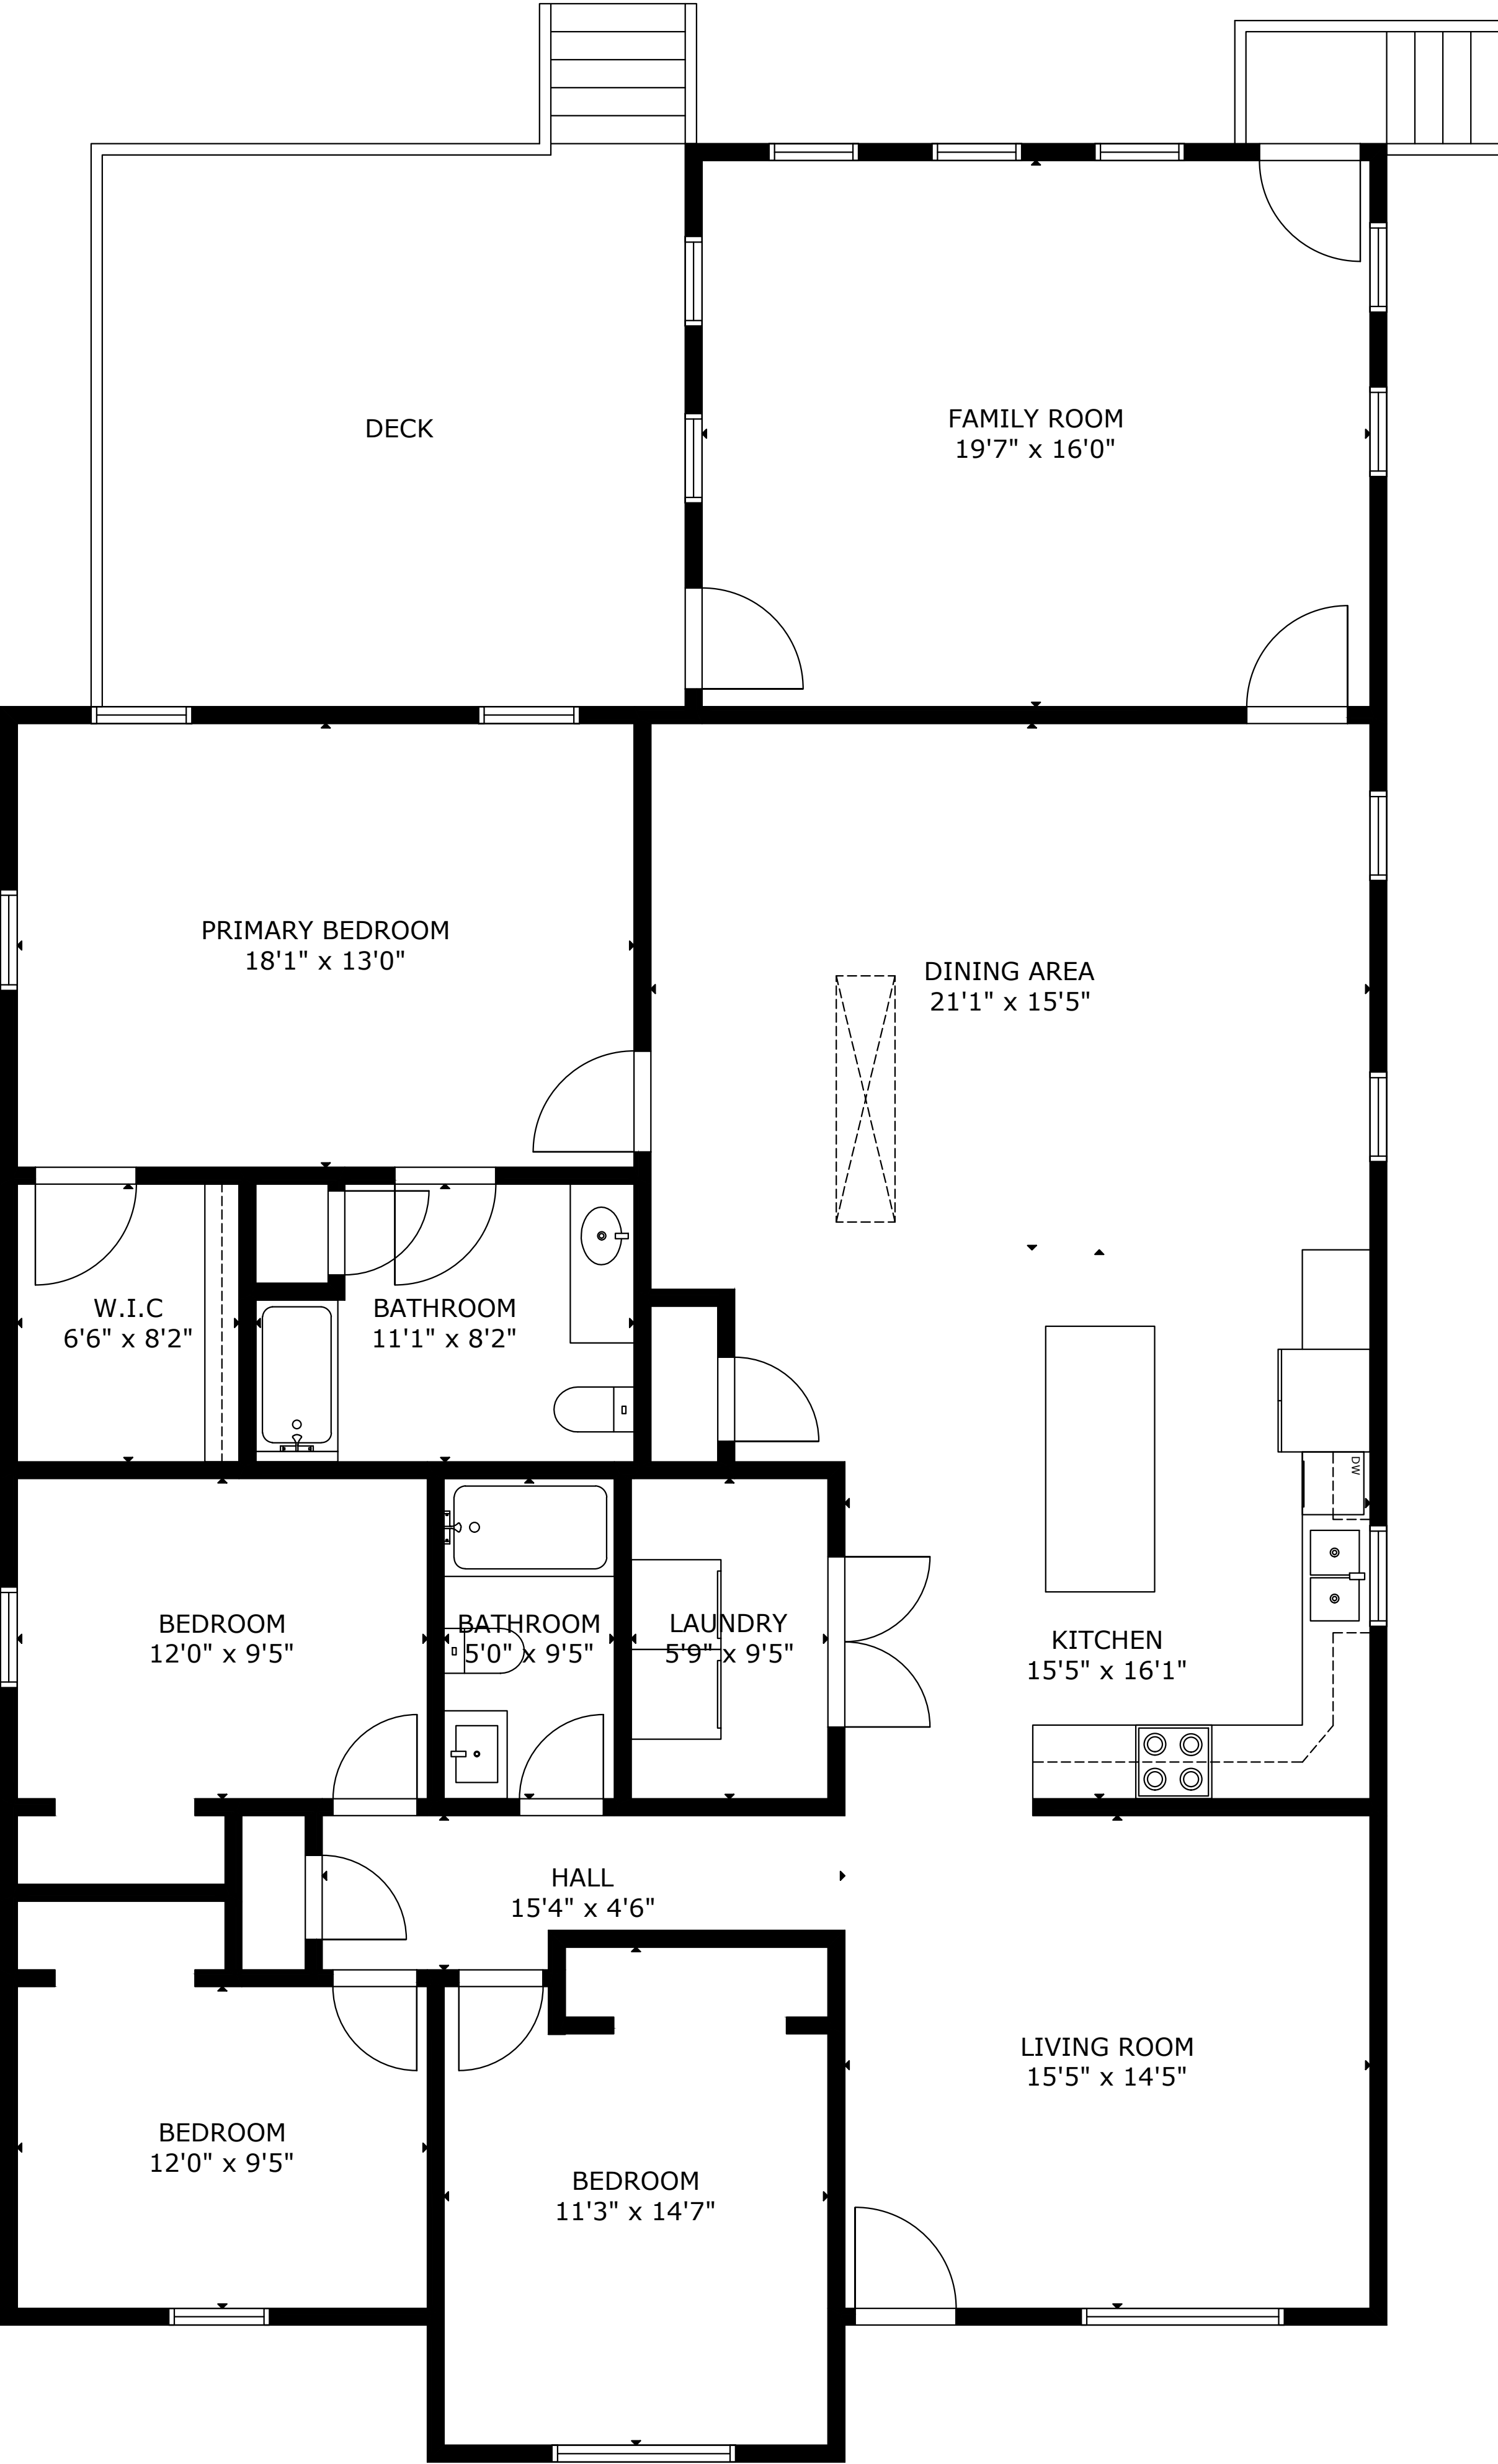 DECK
FAMILY ROOM
19'7" x 16'0"
PRIMARY BEDROOM
18'1" x 13'0"
DINING AREA
21'1" x 15'5"
W.I.C
6'6" x 8'2"
BATHROOM
11'1" x 8'2"
DW
BEDROOM
12'0" x 9'5"
BATHROOM
5'0" x 9'5"
LAUNDRY
5'9" x 9'5"
KITCHEN
15'5" x 16'1"
HALL
15'4" x 4'6"
LIVING ROOM
15'5" x 14'5"
BEDROOM
12'0" x 9'5"
BEDROOM
11'3" x 14'7"